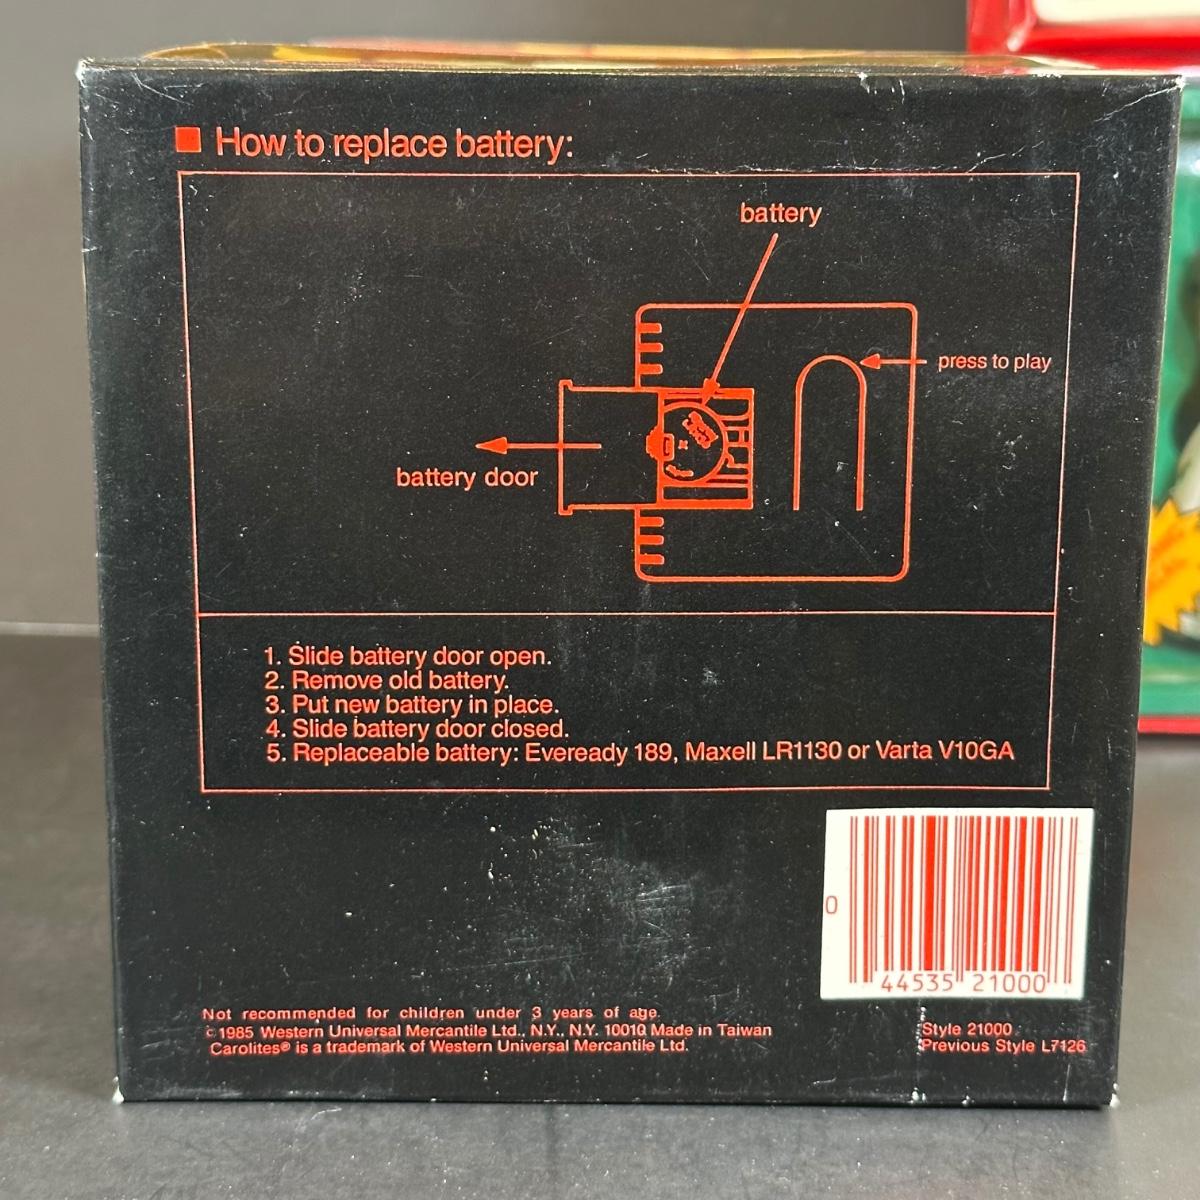 How to replace battery:
battery
press to play
battery door
1. Slide battery door open.
2. Remove old battery.
3. Put new battery in place.
4. Slide battery door closed.
5. Replaceable battery: Eveready 189, Maxell LR1130 or Varta V10GA
0
44535 21000
Not recommended for children under 3 years of age.
© 1985 Western Universal Mercantile Ltd., N.Y., N.Y. 10010 Made in Taiwan
Carolites® is a trademark of Western Universal Mercantile Ltd.
Style 21000
Previous Style L7126